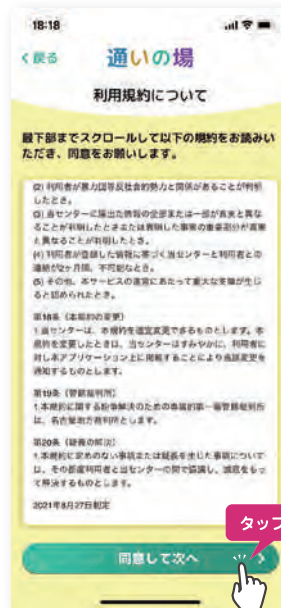 18:18
戻る
通いの場
利用規約について
最下部までスクロールして以下の規約をお読みい
ただき、同意をお願いします。
(2) 利用者が暴力団等反社会的勢力と関係があることが判明
したとき。
(3) 当センターに届出た情報の全部または一部が真実と異な
ることが判明したときまたは表明した事実の重要部分が真実
と異なることが判明したとき。
(4) 利用者が登録した情報に基づく当センターと利用者との
連絡が2ヶ月間、不可能なとき。
(5) その他、本サービスの運営にあたって重大な支障が生じ
ると認められたとき。
第18条（本規約の変更）
1 当センターは、本規約を適宜変更できるものとします。本
規約を変更したときは、当センターはすみやかに、利用者に
対し本アプリケーション上に掲載することにより当該変更を
通知するものとします。
第19条（管轄裁判所）
1.本規約に関する紛争解決のための専属的第一審管轄裁判所
は、名古屋地方裁判所とします。
第20条（疑義の解決）
1.本規約に定めのない事項または疑義を生じた事項について
は、その都度利用者と当センターの間で協議し、誠意をもっ
て解決するものとします。
2021年8月27日制定
タップ
同意して次へ